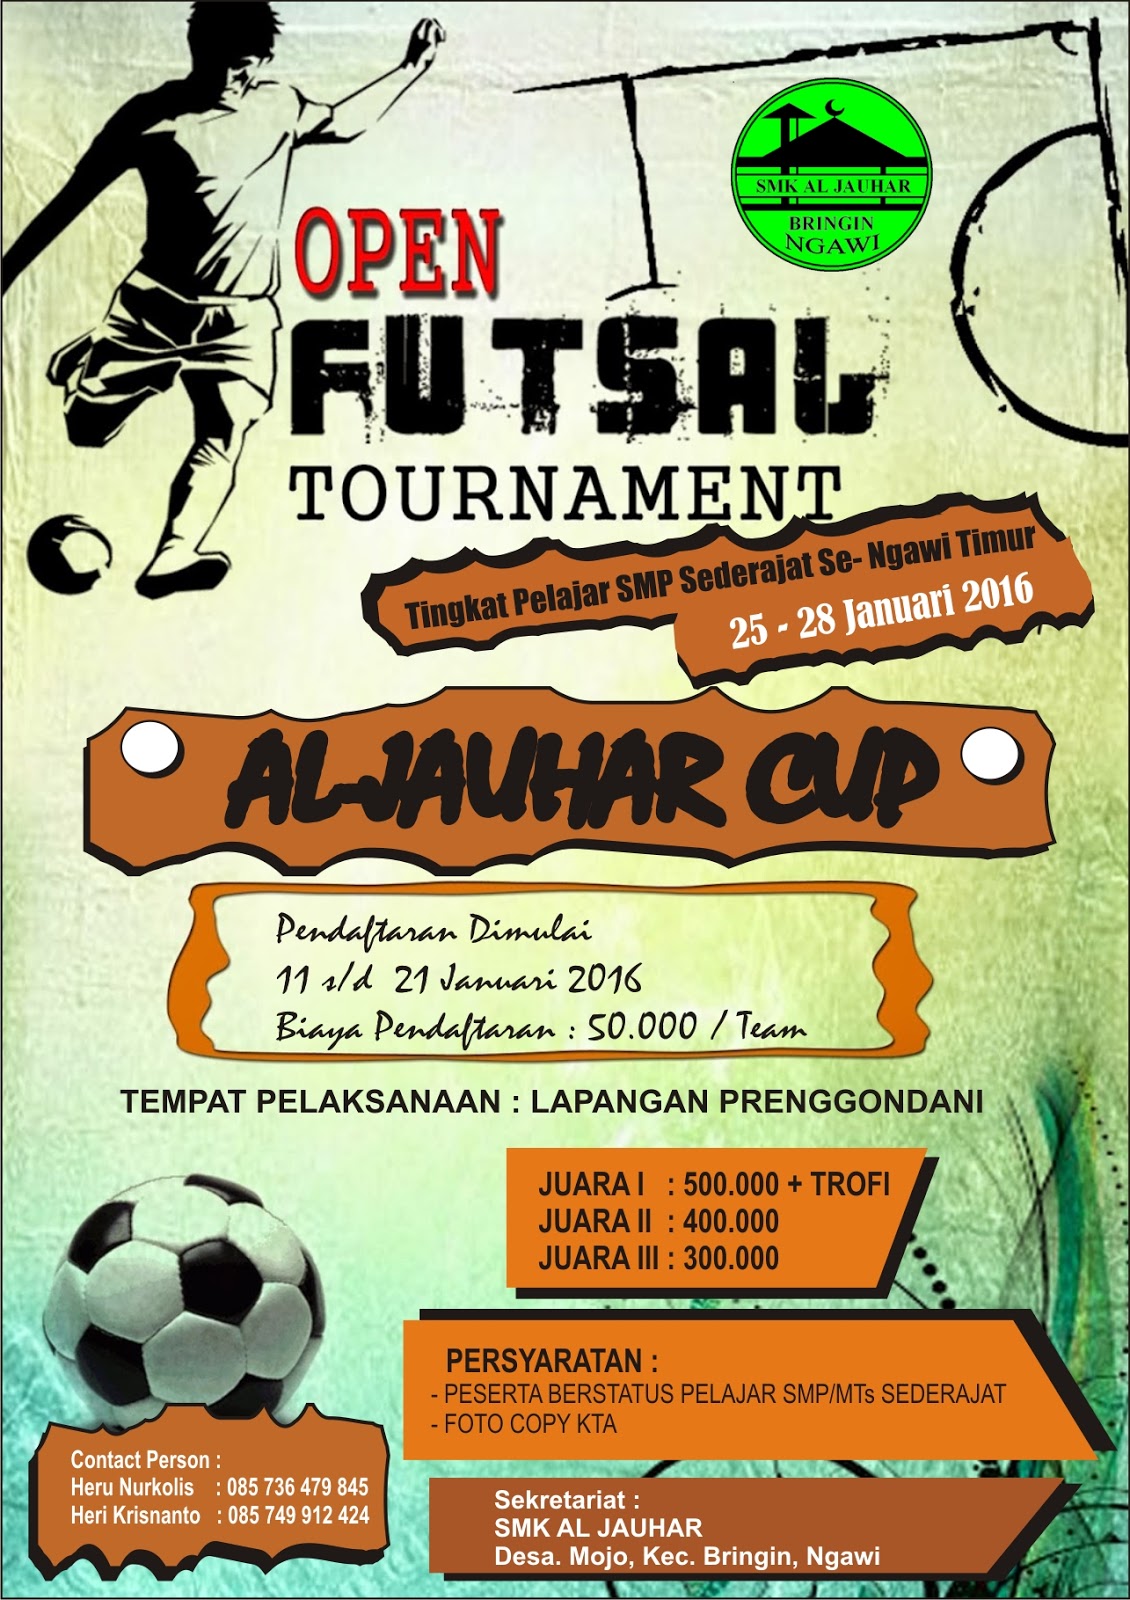 SMK AL JAUHAR
BRINGIN
NGAWI
OPEN
FUTSAL
TOURNAMENT
Tingkat Pelajar SMP Sederajat Se- Ngawi Timur
25 - 28 Januari 2016
AL-JAUHAR CUP
Pendaftaran Dimulai
11 s/d 21 Januari 2016
Biaya Pendaftaran : 50.000 / Team
TEMPAT PELAKSANAAN : LAPANGAN PRENGGONDANI
JUARA I : 500.000 + TROFI
JUARA II : 400.000
JUARA III : 300.000
PERSYARATAN :
- PESERTA BERSTATUS PELAJAR SMP/MTs SEDERAJAT
- FOTO COPY KTA
Contact Person :
Heru Nurkolis : 085 736 479 845
Heri Krisnanto : 085 749 912 424
Sekretariat :
SMK AL JAUHAR
Desa. Mojo, Kec. Bringin, Ngawi